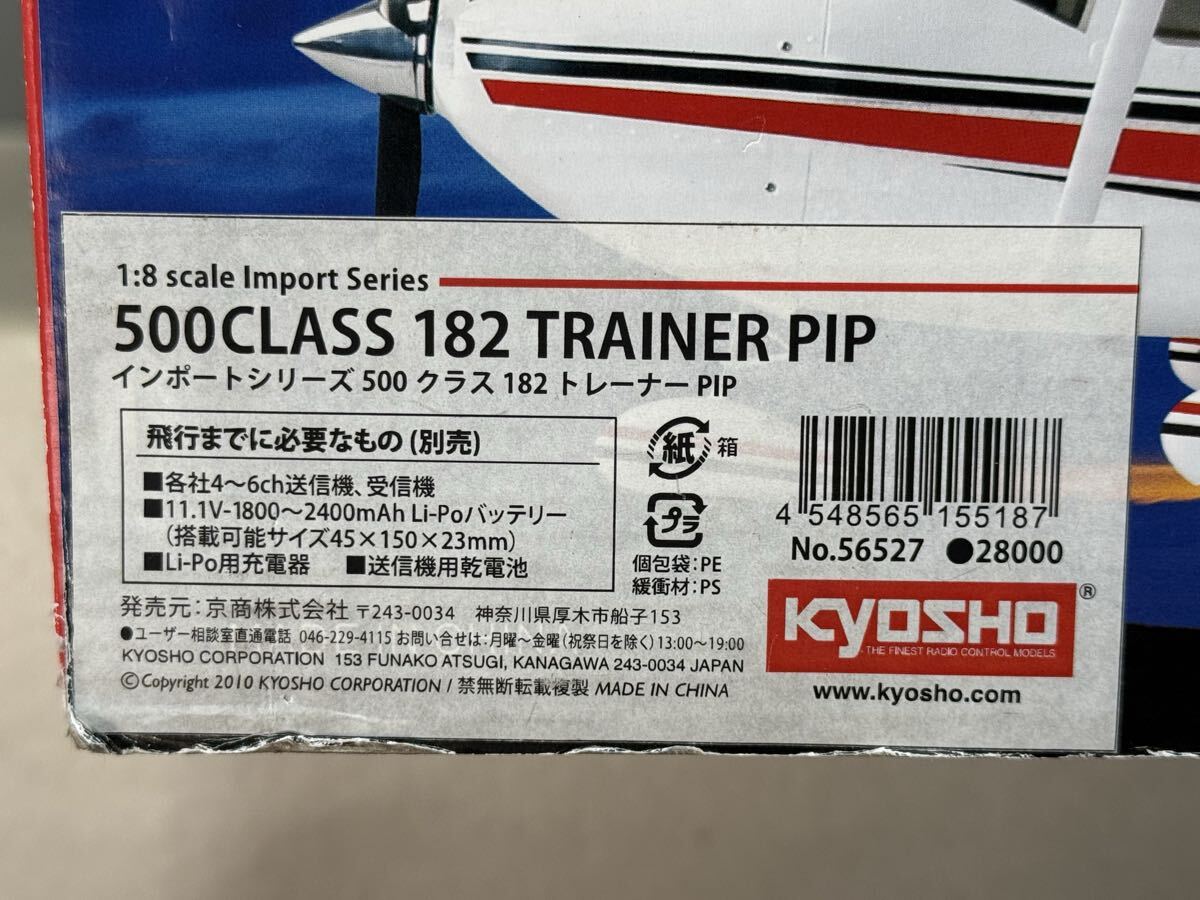 1:8 scale Import Series
500CLASS 182 TRAINER PIP
インポートシリーズ 500 クラス 182 トレーナー PIP
飛行までに必要なもの (別売)
■各社4〜6ch送信機、受信機
■11.1V-1800〜2400mAh Li-Poバッテリー
(搭載可能サイズ45×150×23mm)
■Li-Po用充電器 ■送信機用乾電池
紙 箱
プラ
個包袋:PE
緩衝材:PS
4 548565 155187
No.56527 ●28000
発売元:京商株式会社 〒243-0034 神奈川県厚木市船子153
●ユーザー相談室直通電話 046-229-4115 お問い合せは:月曜〜金曜(祝祭日を除く)13:00〜19:00
KYOSHO CORPORATION 153 FUNAKO ATSUGI, KANAGAWA 243-0034 JAPAN
©Copyright 2010 KYOSHO CORPORATION / 禁無断転載複製 MADE IN CHINA
KYOSHO ®
THE FINEST RADIO CONTROL MODELS
www.kyosho.com